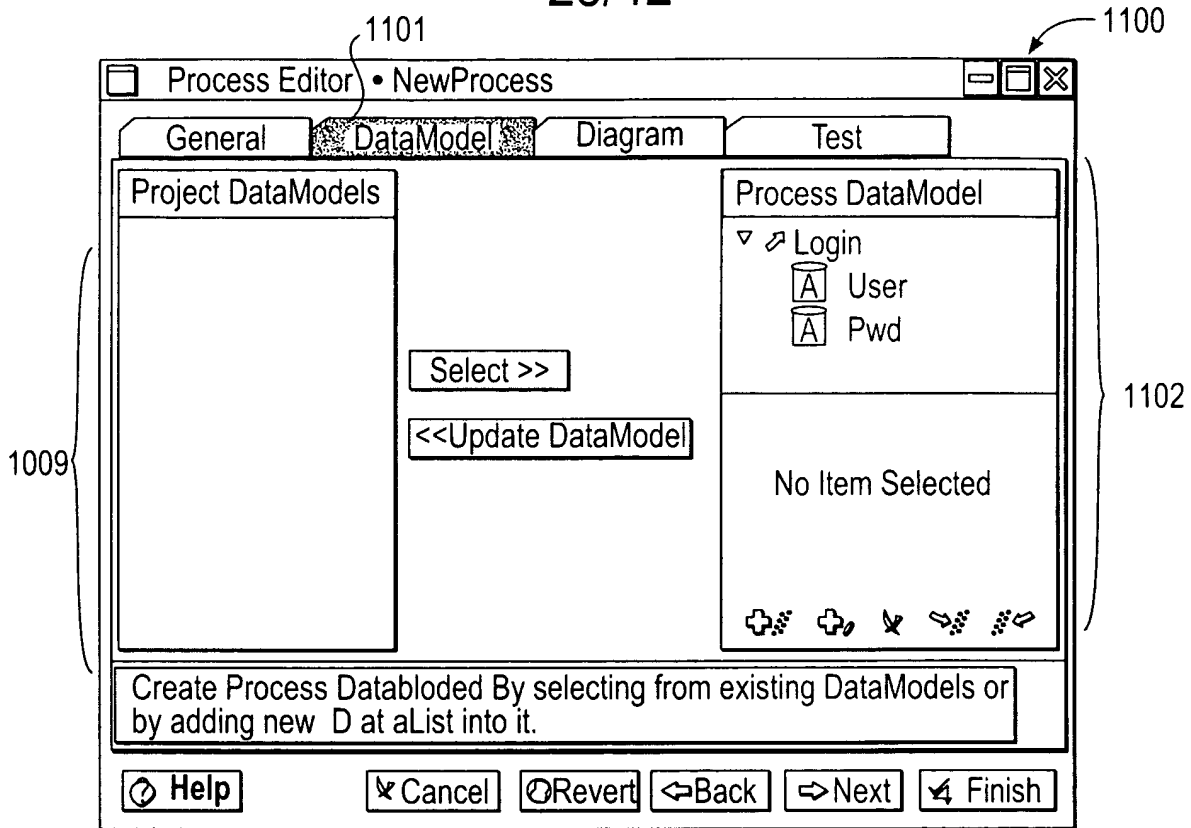 1101
1100
Process Editor • NewProcess
General DataModel Diagram Test
Project DataModels
Process DataModel
Login
A User
A Pwd
Select >>
<<Update DataModel
1102
1009
No Item Selected
Create Process Databloded By selecting from existing DataModels or
by adding new D at aList into it.
Help Cancel Revert Back Next Finish